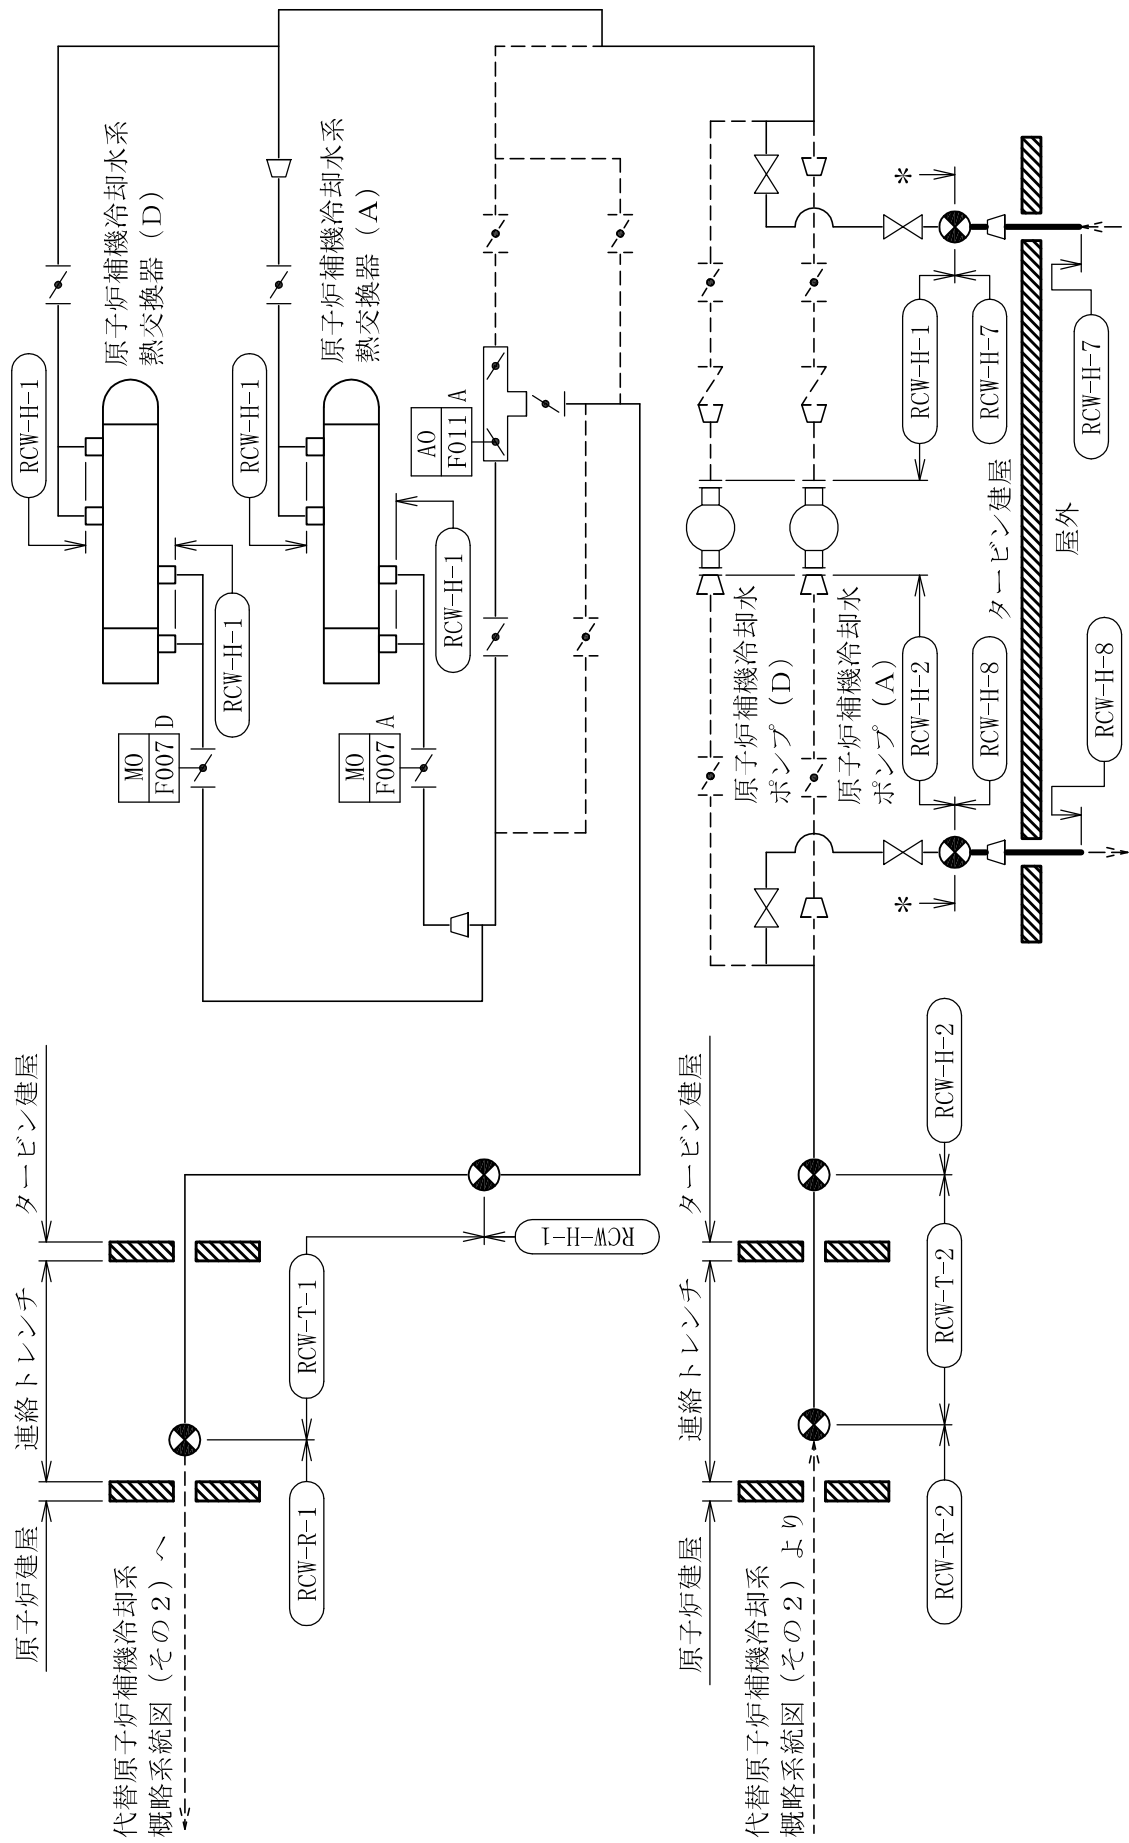 原子炉建屋
連絡トレンチ
タービン建屋
代替原子炉補機冷却系
概略系統図（その２）へ
RCW-R-1
RCW-T-1
RCW-H-1
MO
F007
D
RCW-H-1
RCW-H-1
原子炉補機冷却水系
熱交換器（D）
MO
F007
A
RCW-H-1
RCW-H-1
原子炉補機冷却水系
熱交換器（A）
AO
F011
A
原子炉建屋
連絡トレンチ
タービン建屋
代替原子炉補機冷却系
概略系統図（その２）より
RCW-R-2
RCW-T-2
RCW-H-2
原子炉補機冷却水
ポンプ（D）
原子炉補機冷却水
ポンプ（A）
*
*
RCW-H-2
RCW-H-8
RCW-H-1
RCW-H-7
タービン建屋
屋外
RCW-H-8
RCW-H-7